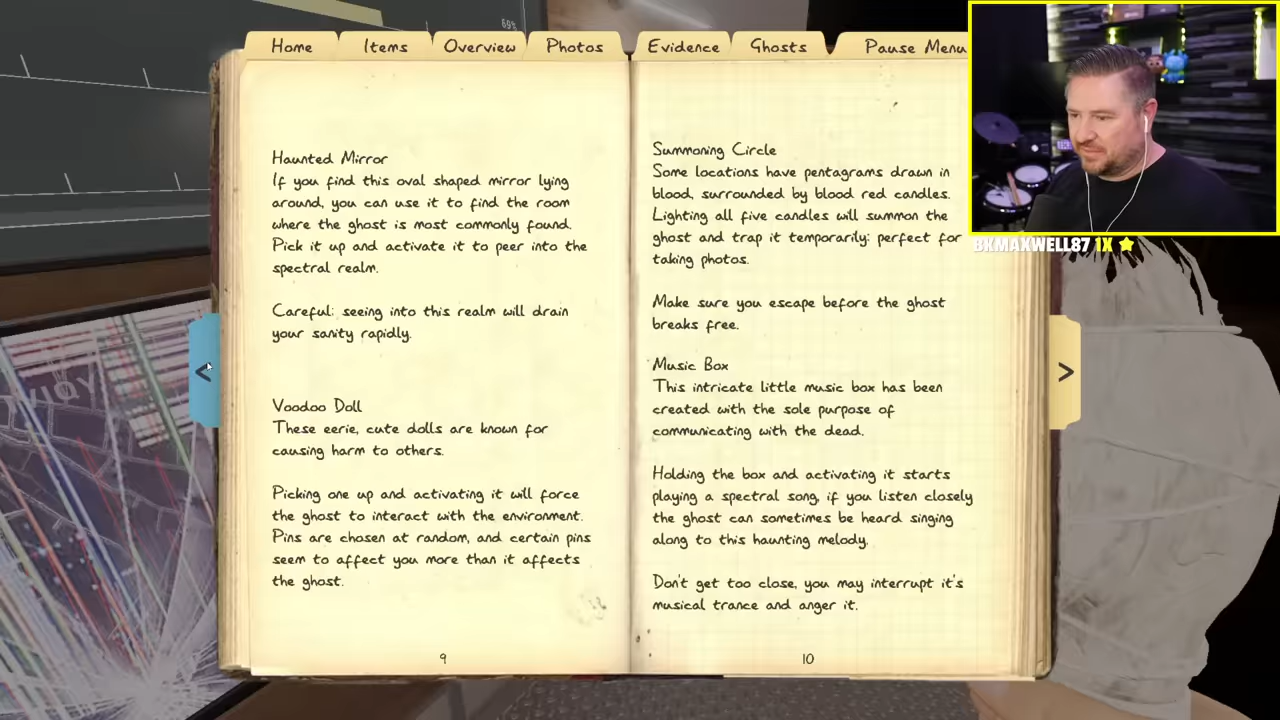 69%
Home
Items
Overview
Photos
Evidence
Ghosts
Pause Menu
Haunted Mirror
If you find this oval shaped mirror lying
around, you can use it to find the room
where the ghost is most commonly found.
Pick it up and activate it to peer into the
spectral realm.
Careful: seeing into this realm will drain
your sanity rapidly.
Voodoo Doll
These eerie, cute dolls are known for
causing harm to others.
Picking one up and activating it will force
the ghost to interact with the environment.
Pins are chosen at random, and certain pins
seem to affect you more than it affects
the ghost.
9
Summoning Circle
Some locations have pentagrams drawn in
blood, surrounded by blood red candles.
Lighting all five candles will summon the
ghost and trap it temporarily: perfect for
taking photos.
Make sure you escape before the ghost
breaks free.
Music Box
This intricate little music box has been
created with the sole purpose of
communicating with the dead.
Holding the box and activating it starts
playing a spectral song, if you listen closely
the ghost can sometimes be heard singing
along to this haunting melody.
Don't get too close, you may interrupt it's
musical trance and anger it.
10
<
>
BKMAXWELL87 1X